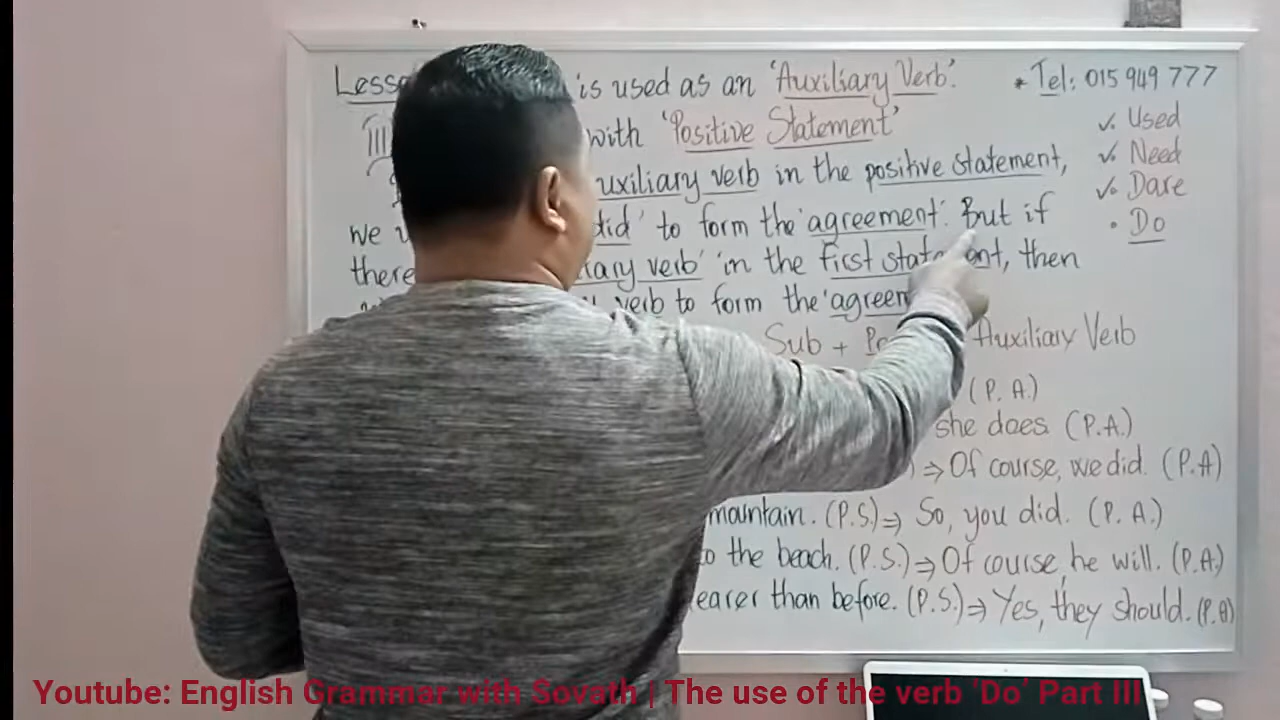 is used as an 'Auxiliary Verb'. * Tel: 015 949 777
III with 'Positive Statement' ✓. Used
uxiliary verb in the positive statement, ✓. Need
we did' to form the 'agreement'. But if ✓. Dare
• Do
there iary verb' in the first statement, then
verb to form the 'agreem
Sub + Auxiliary Verb
(P. A.)
she does. (P.A.)
⇒ Of course, we did. (P.A)
mountain. (P.S.) ⇒ So, you did. (P. A.)
to the beach. (P.S.) ⇒ Of course, he will. (P.A)
earer than before. (P.S.) ⇒ Yes, they should. (P.A)
Youtube: English Grammar with Sovath | The use of the verb 'Do' Part III